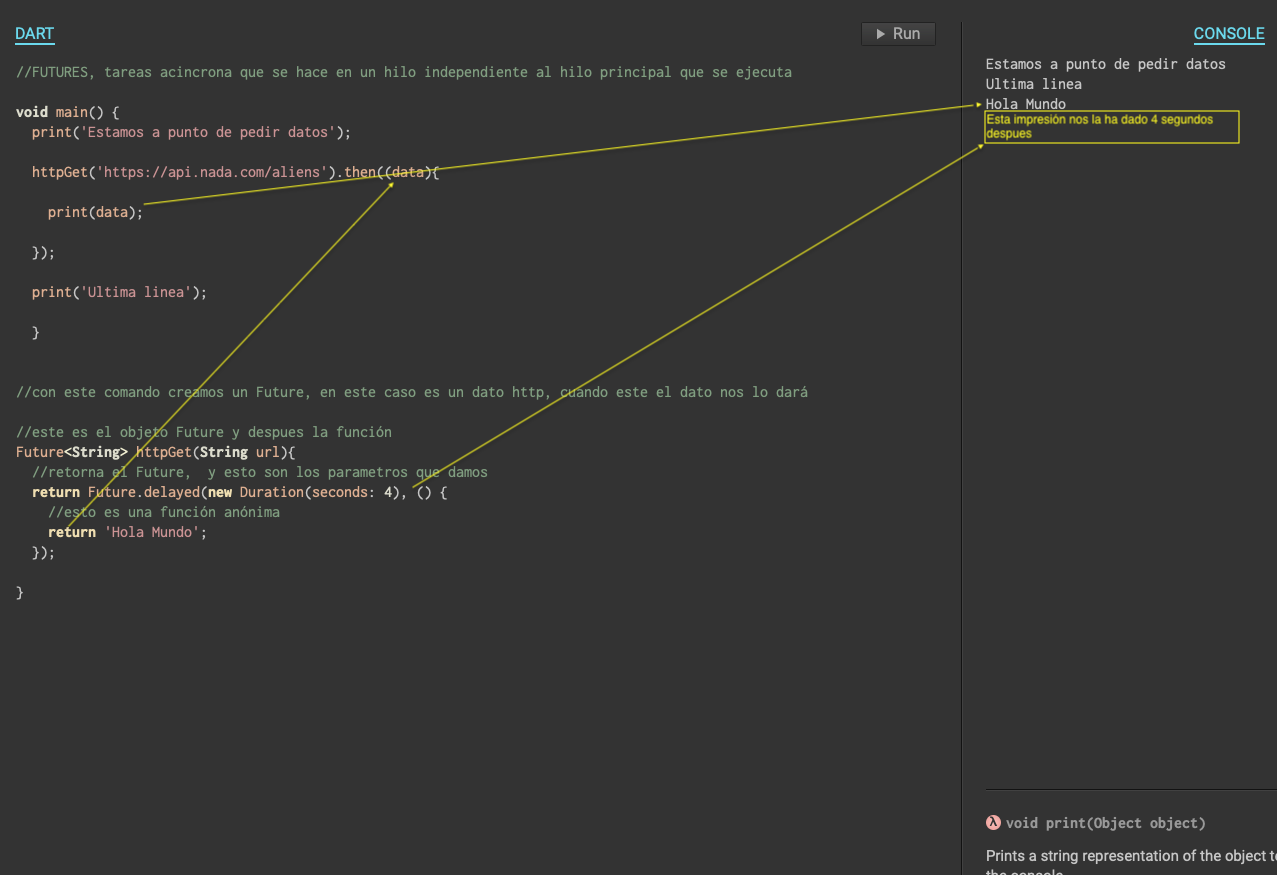 DART
Run
//FUTURES, tareas acincrona que se hace en un hilo independiente al hilo principal que se ejecuta
void main() {
print('Estamos a punto de pedir datos');
httpGet('https://api.nada.com/aliens').then((data){
print(data);
});
print('Ultima linea');
}
//con este comando creamos un Future, en este caso es un dato http, cuando este el dato nos lo dará
//este es el objeto Future y despues la función
Future<String> httpGet(String url){
//retorna el Future,  y esto son los parametros que damos
return Future.delayed(new Duration(seconds: 4), () {
//esto es una función anónima
return 'Hola Mundo';
});
}
CONSOLE
Estamos a punto de pedir datos
Ultima linea
Hola Mundo
Esta impresión nos la ha dado 4 segundos
despues
λ void print(Object object)
Prints a string representation of the object to
the console